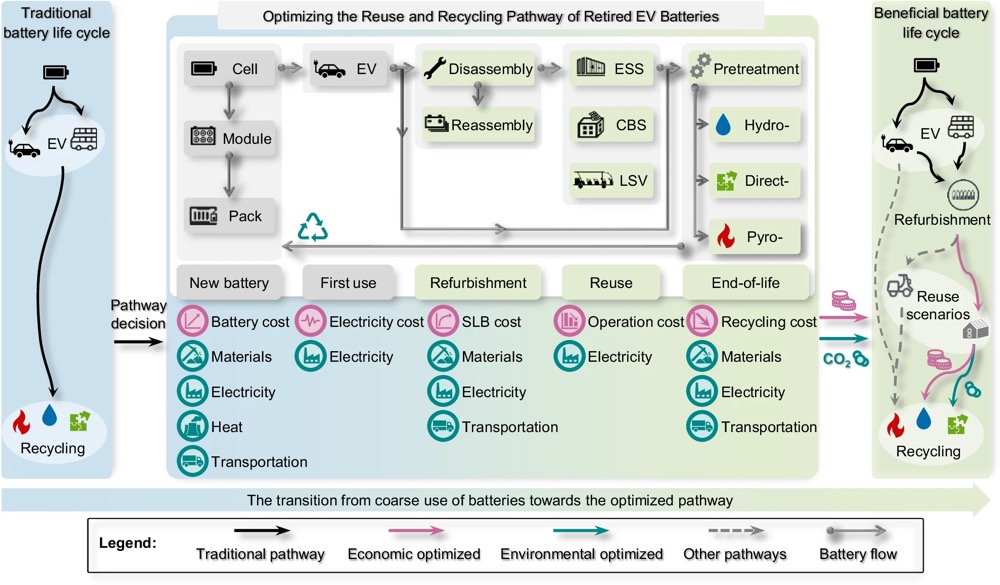 Traditional
battery life cycle
EV
Recycling
Pathway
decision
Optimizing the Reuse and Recycling Pathway of Retired EV Batteries
Cell
EV
Disassembly
ESS
Pretreatment
Module
Reassembly
CBS
Hydro-
LSV
Direct-
Pack
Pyro-
New battery
First use
Refurbishment
Reuse
End-of-life
Battery cost
Electricity cost
SLB cost
Operation cost
Recycling cost
Materials
Electricity
Materials
Electricity
Materials
Electricity
Electricity
Electricity
Heat
Transportation
Transportation
Transportation
CO2
Beneficial battery
life cycle
EV
Refurbishment
Reuse
scenarios
Recycling
The transition from coarse use of batteries towards the optimized pathway
Legend:
Traditional pathway
Economic optimized
Environmental optimized
Other pathways
Battery flow